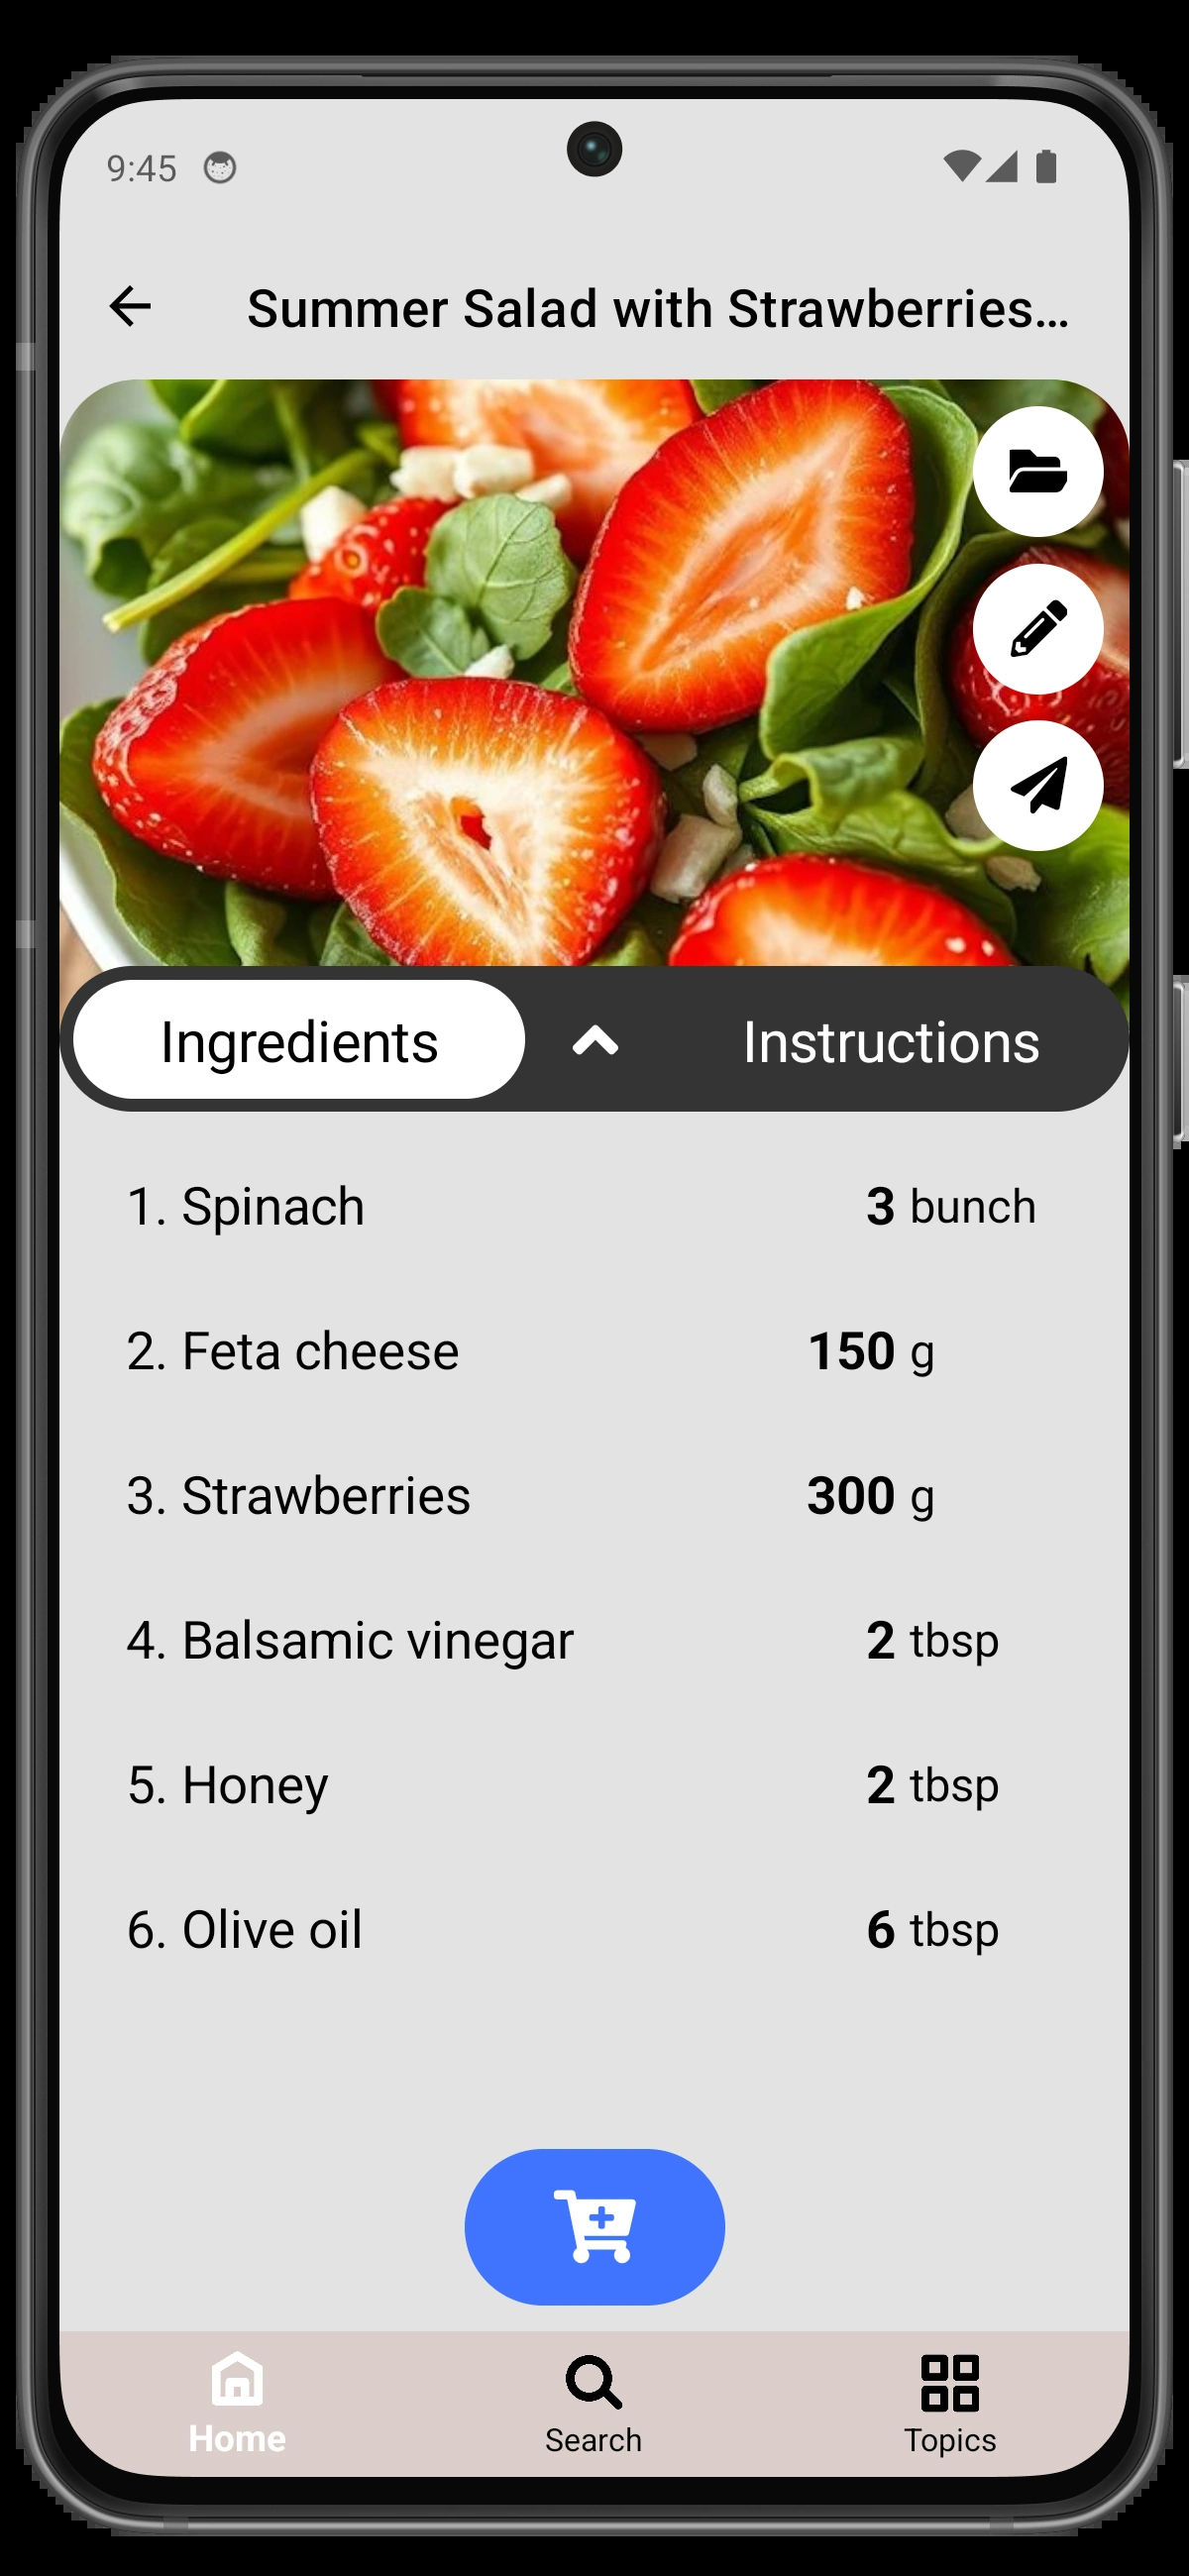 9:45
Summer Salad with Strawberries...
Ingredients
Instructions
1. Spinach 3 bunch
2. Feta cheese 150 g
3. Strawberries 300 g
4. Balsamic vinegar 2 tbsp
5. Honey 2 tbsp
6. Olive oil 6 tbsp
Home
Search
Topics